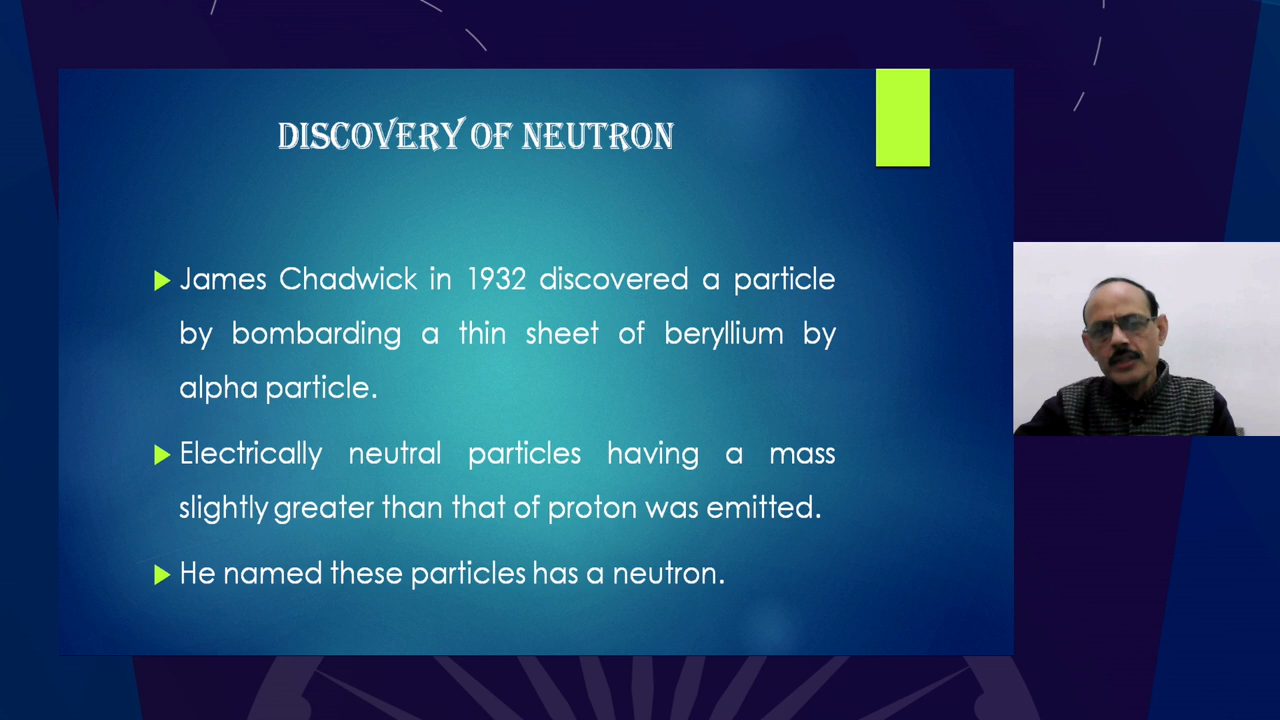 DISCOVERY OF NEUTRON
James Chadwick in 1932 discovered a particle
by bombarding a thin sheet of beryllium by
alpha particle.
Electrically neutral particles having a mass
slightly greater than that of proton was emitted.
He named these particles has a neutron.